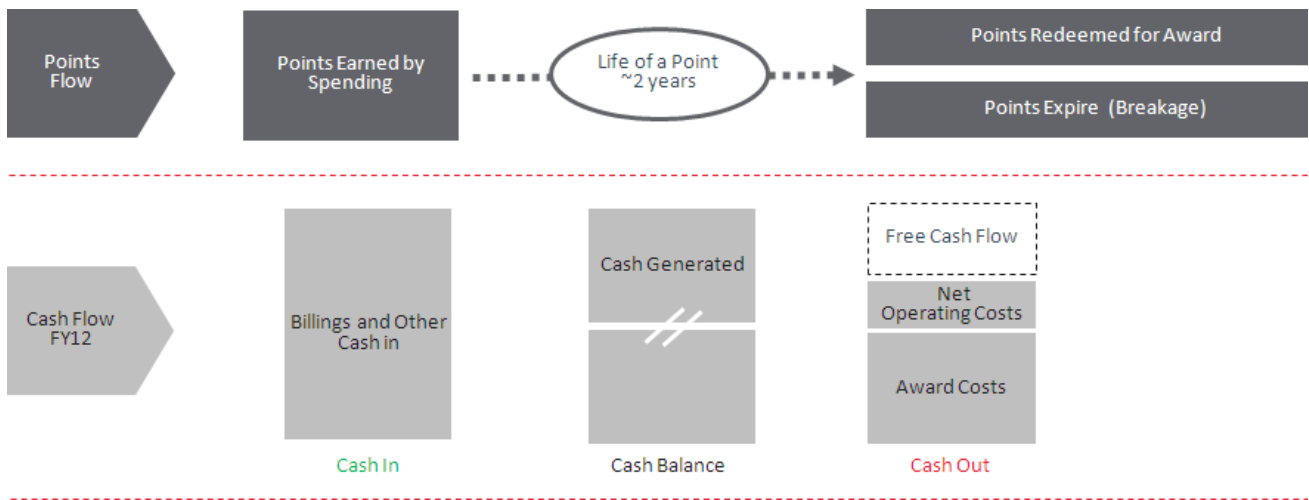 Points
Flow
Points Earned by
Spending
Life of a Point
~2 years
Points Redeemed for Award
Points Expire (Breakage)
Cash Flow
FY12
Billings and Other
Cash in
Cash In
Cash Generated
Cash Balance
Free Cash Flow
Net
Operating Costs
Award Costs
Cash Out